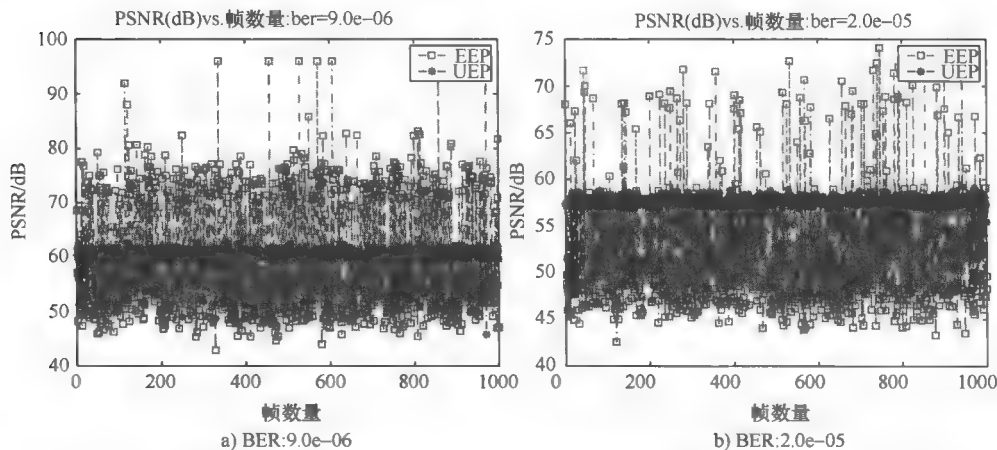 PSNR(dB)vs.帧数量:ber=9.0e-06
100
90
80
70
60
50
40
PSNR/dB
EEP
UEP
0
200
400
600
800
1000
帧数量
a) BER:9.0e-06
PSNR(dB)vs.帧数量:ber=2.0e-05
75
70
65
60
55
50
45
40
PSNR/dB
EEP
UEP
0
200
400
600
800
1000
帧数量
b) BER:2.0e-05